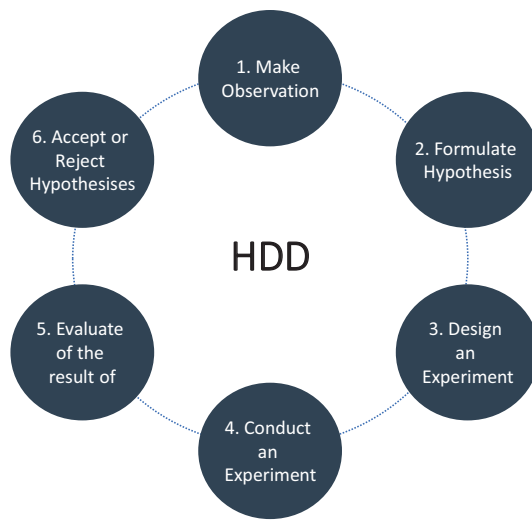 1. Make
Observation
2. Formulate
Hypothesis
3. Design
an
Experiment
4. Conduct
an
Experiment
5. Evaluate
of the
result of
6. Accept or
Reject
Hypothesises
HDD